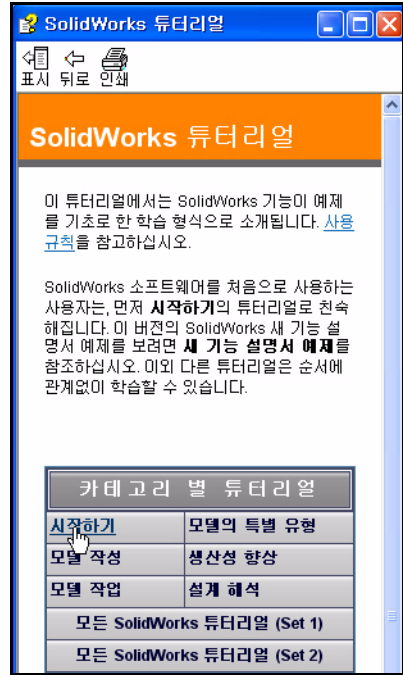 SolidWorks 튜터리얼
표시 뒤로 인쇄
SolidWorks 튜터리얼
이 튜터리얼에서는 SolidWorks 기능이 예제
를 기초로 한 학습 형식으로 소개됩니다. 사용
규칙을 참고하십시오.
SolidWorks 소프트웨어를 처음으로 사용하는
사용자는, 먼저 시작하기의 튜터리얼로 친숙
해집니다. 이 버전의 SolidWorks 새 기능 설
명서 예제를 보려면 새 기능 설명서 예제를
참조하십시오. 이외 다른 튜터리얼은 순서에
관계없이 학습할 수 있습니다.
카테고리 별 튜터리얼
시작하기 모델의 특별 유형
모델 작성 생산성 향상
모델 작업 설계 해석
모든 SolidWorks 튜터리얼 (Set 1)
모든 SolidWorks 튜터리얼 (Set 2)